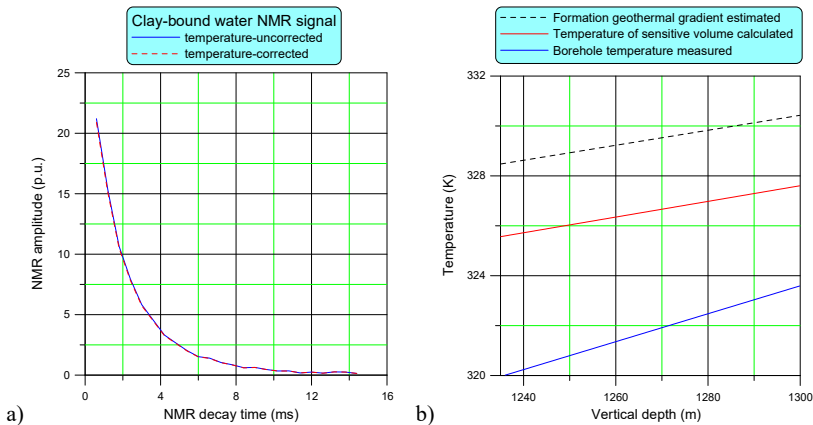 Clay-bound water NMR signal
temperature-uncorrected
temperature-corrected
25
20
15
10
5
0
NMR amplitude (p.u.)
0 4 8 12 16
NMR decay time (ms)
a)
Formation geothermal gradient estimated
Temperature of sensitive volume calculated
Borehole temperature measured
332
328
324
320
Temperature (K)
1240 1260 1280 1300
Vertical depth (m)
b)